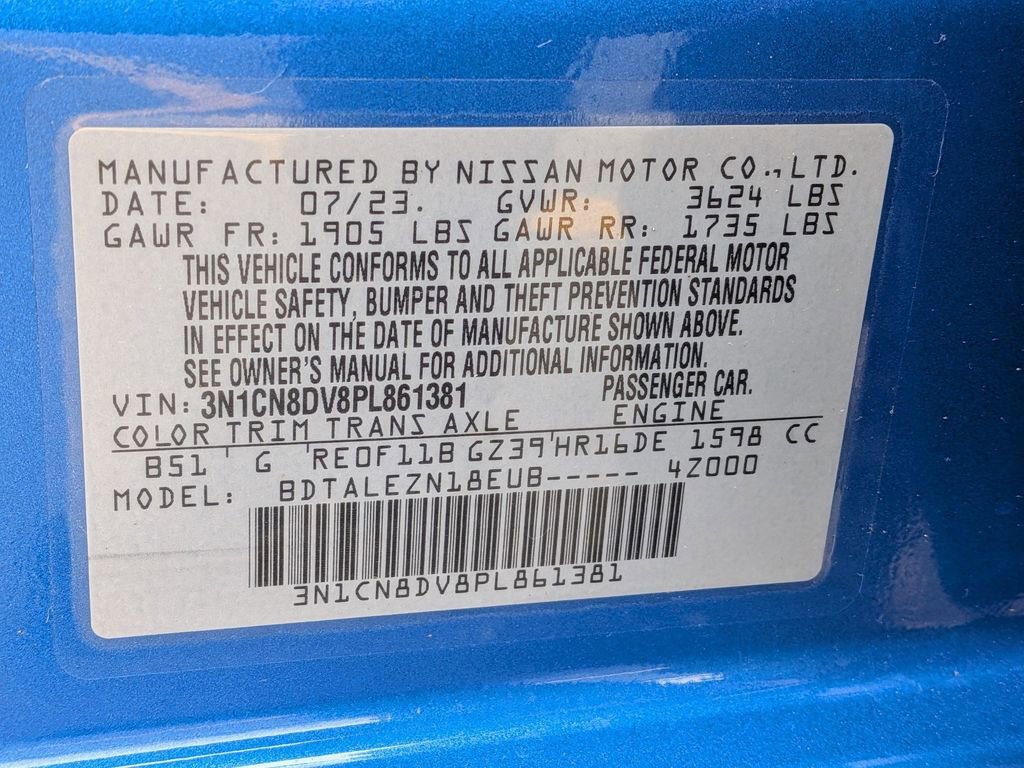 MANUFACTURED BY NISSAN MOTOR CO., LTD.
DATE: 07/23. GVWR: 3624 LBS
GAWR FR: 1905 LBS GAWR RR: 1735 LBS
THIS VEHICLE CONFORMS TO ALL APPLICABLE FEDERAL MOTOR
VEHICLE SAFETY, BUMPER AND THEFT PREVENTION STANDARDS
IN EFFECT ON THE DATE OF MANUFACTURE SHOWN ABOVE.
SEE OWNER'S MANUAL FOR ADDITIONAL INFORMATION.
VIN: 3N1CN8DV8PL861381 PASSENGER CAR.
COLOR TRIM TRANS AXLE ENGINE
B51 G RE0F11B GZ39 HR16DE 1598 CC
MODEL: BDTALEZN18EUB----- 4Z000
3N1CN8DV8PL861381